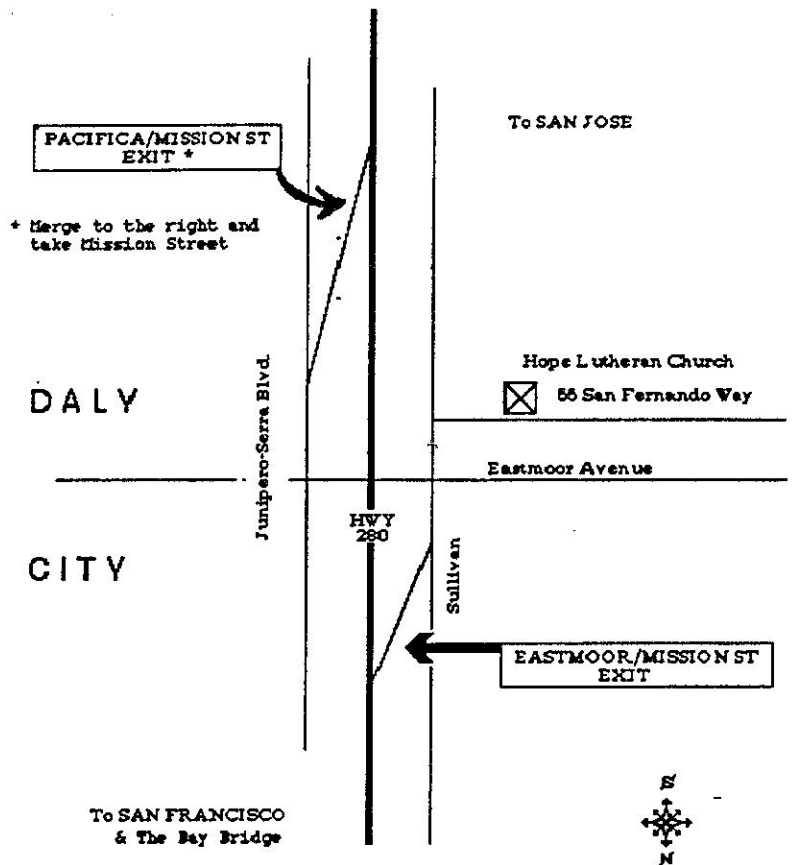 To SAN JOSE
PACIFICA/MISSION ST
EXIT *
* Merge to the right and
take Mission Street
Hope Lutheran Church
55 San Fernando Way
DALY
Junipero-Serra Blvd.
Eastmoor Avenue
HWY
280
CITY
Sullivan
EASTMOOR/MISSION ST
EXIT
To SAN FRANCISCO
& The Bay Bridge
S
N